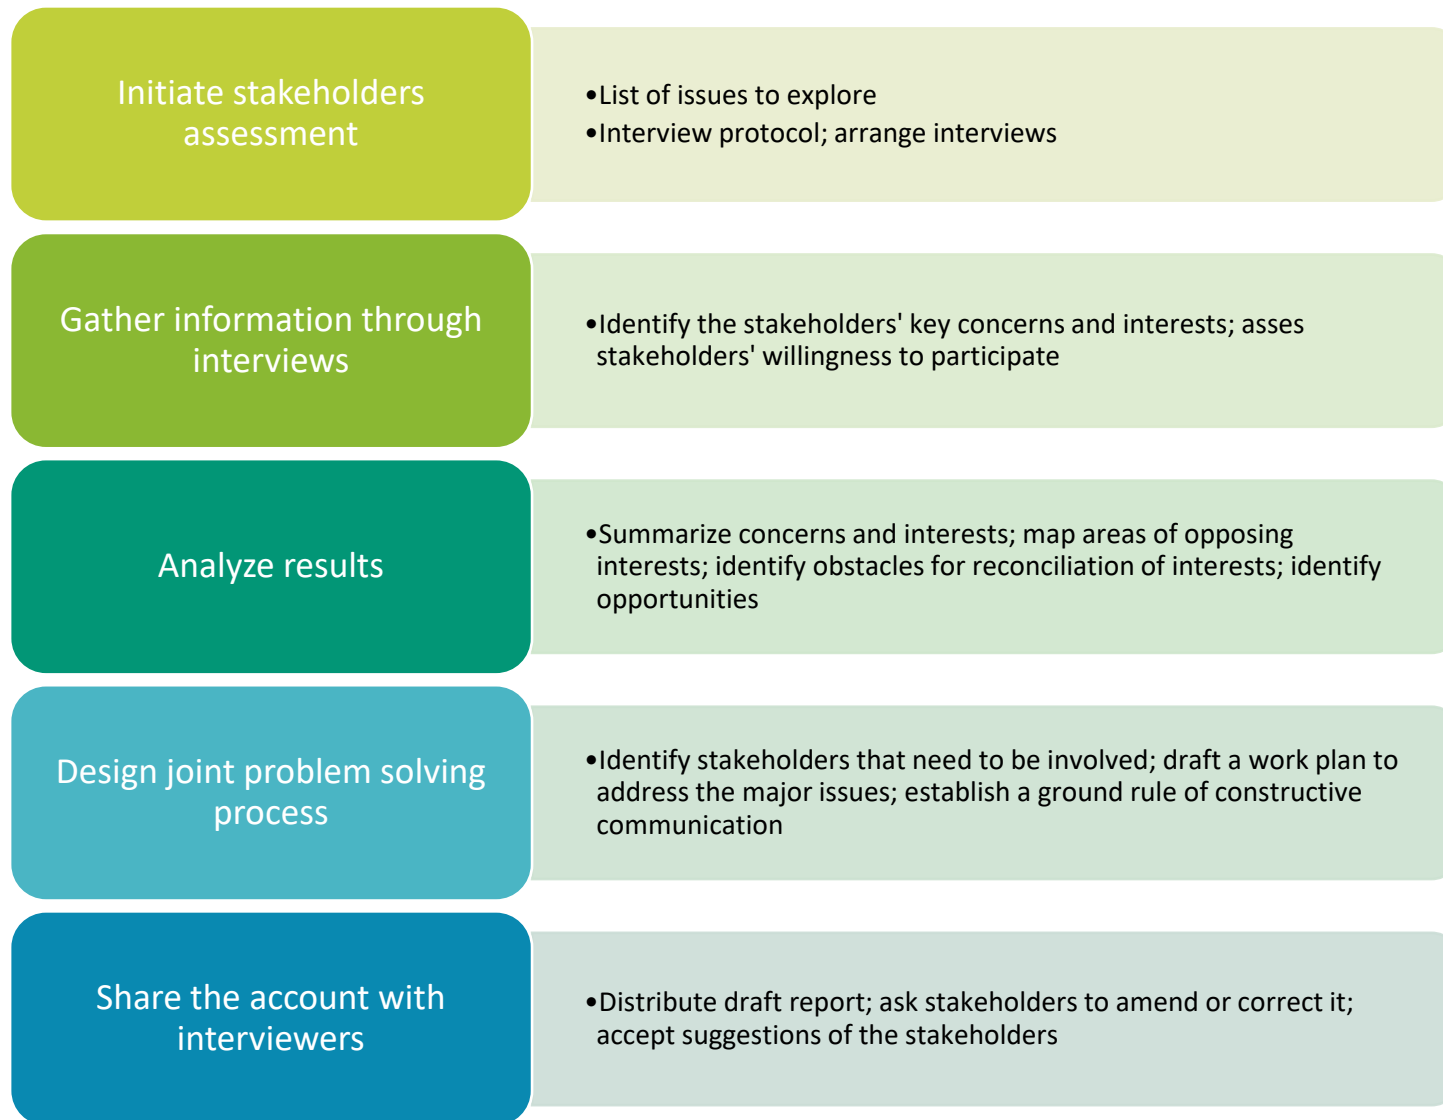 Initiate stakeholders
assessment
•List of issues to explore
•Interview protocol; arrange interviews
Gather information through
interviews
•Identify the stakeholders' key concerns and interests; asses
stakeholders' willingness to participate
Analyze results
•Summarize concerns and interests; map areas of opposing
interests; identify obstacles for reconciliation of interests; identify
opportunities
Design joint problem solving
process
•Identify stakeholders that need to be involved; draft a work plan to
address the major issues; establish a ground rule of constructive
communication
Share the account with
interviewers
•Distribute draft report; ask stakeholders to amend or correct it;
accept suggestions of the stakeholders